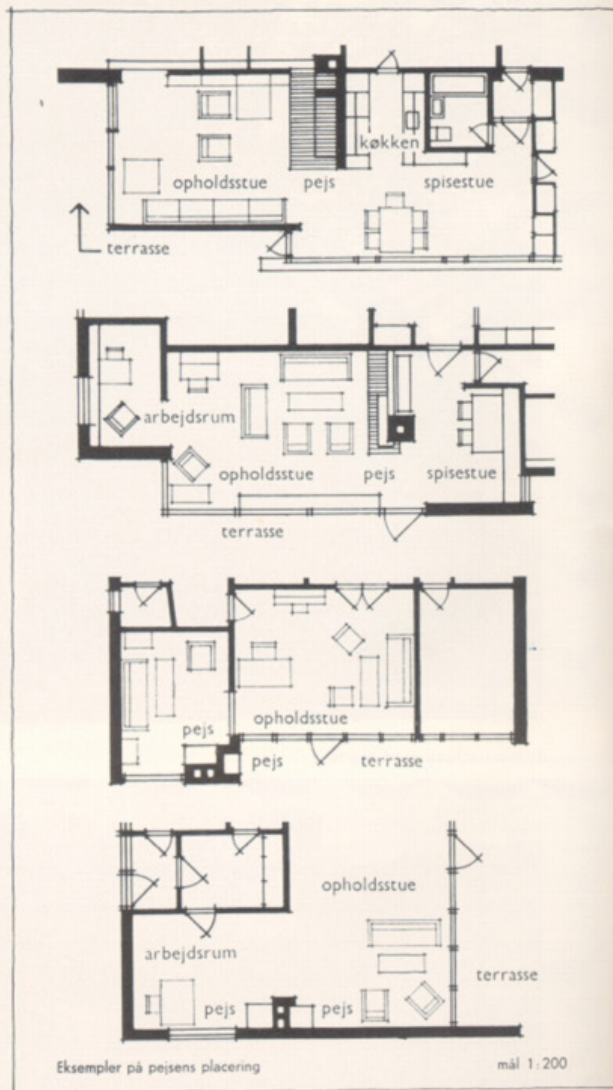 køkken
opholdsstue pejs spisestue
terrasse
arbejdsrum
opholdsstue pejs spisestue
terrasse
opholdsstue
pejs
pejs terrasse
opholdsstue
arbejdsrum
terrasse
pejs pejs
Eksempler på pejsens placering mål 1:200